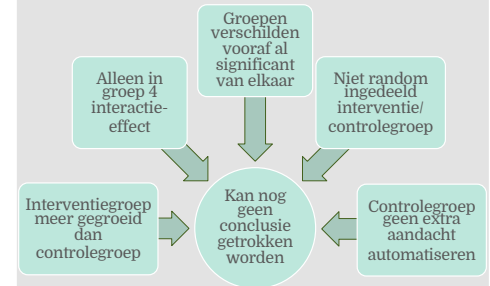 Groepen
verschilden
vooraf al
significant
van elkaar
Alleen in
groep 4
interactie-
effect
Niet random
ingedeeld
interventie/
controlegroep
Interventiegroep
meer gegroeid
dan
controlegroep
Kan nog
geen
conclusie
getrokken
worden
Controlegroep
geen extra
aandacht
automatiseren